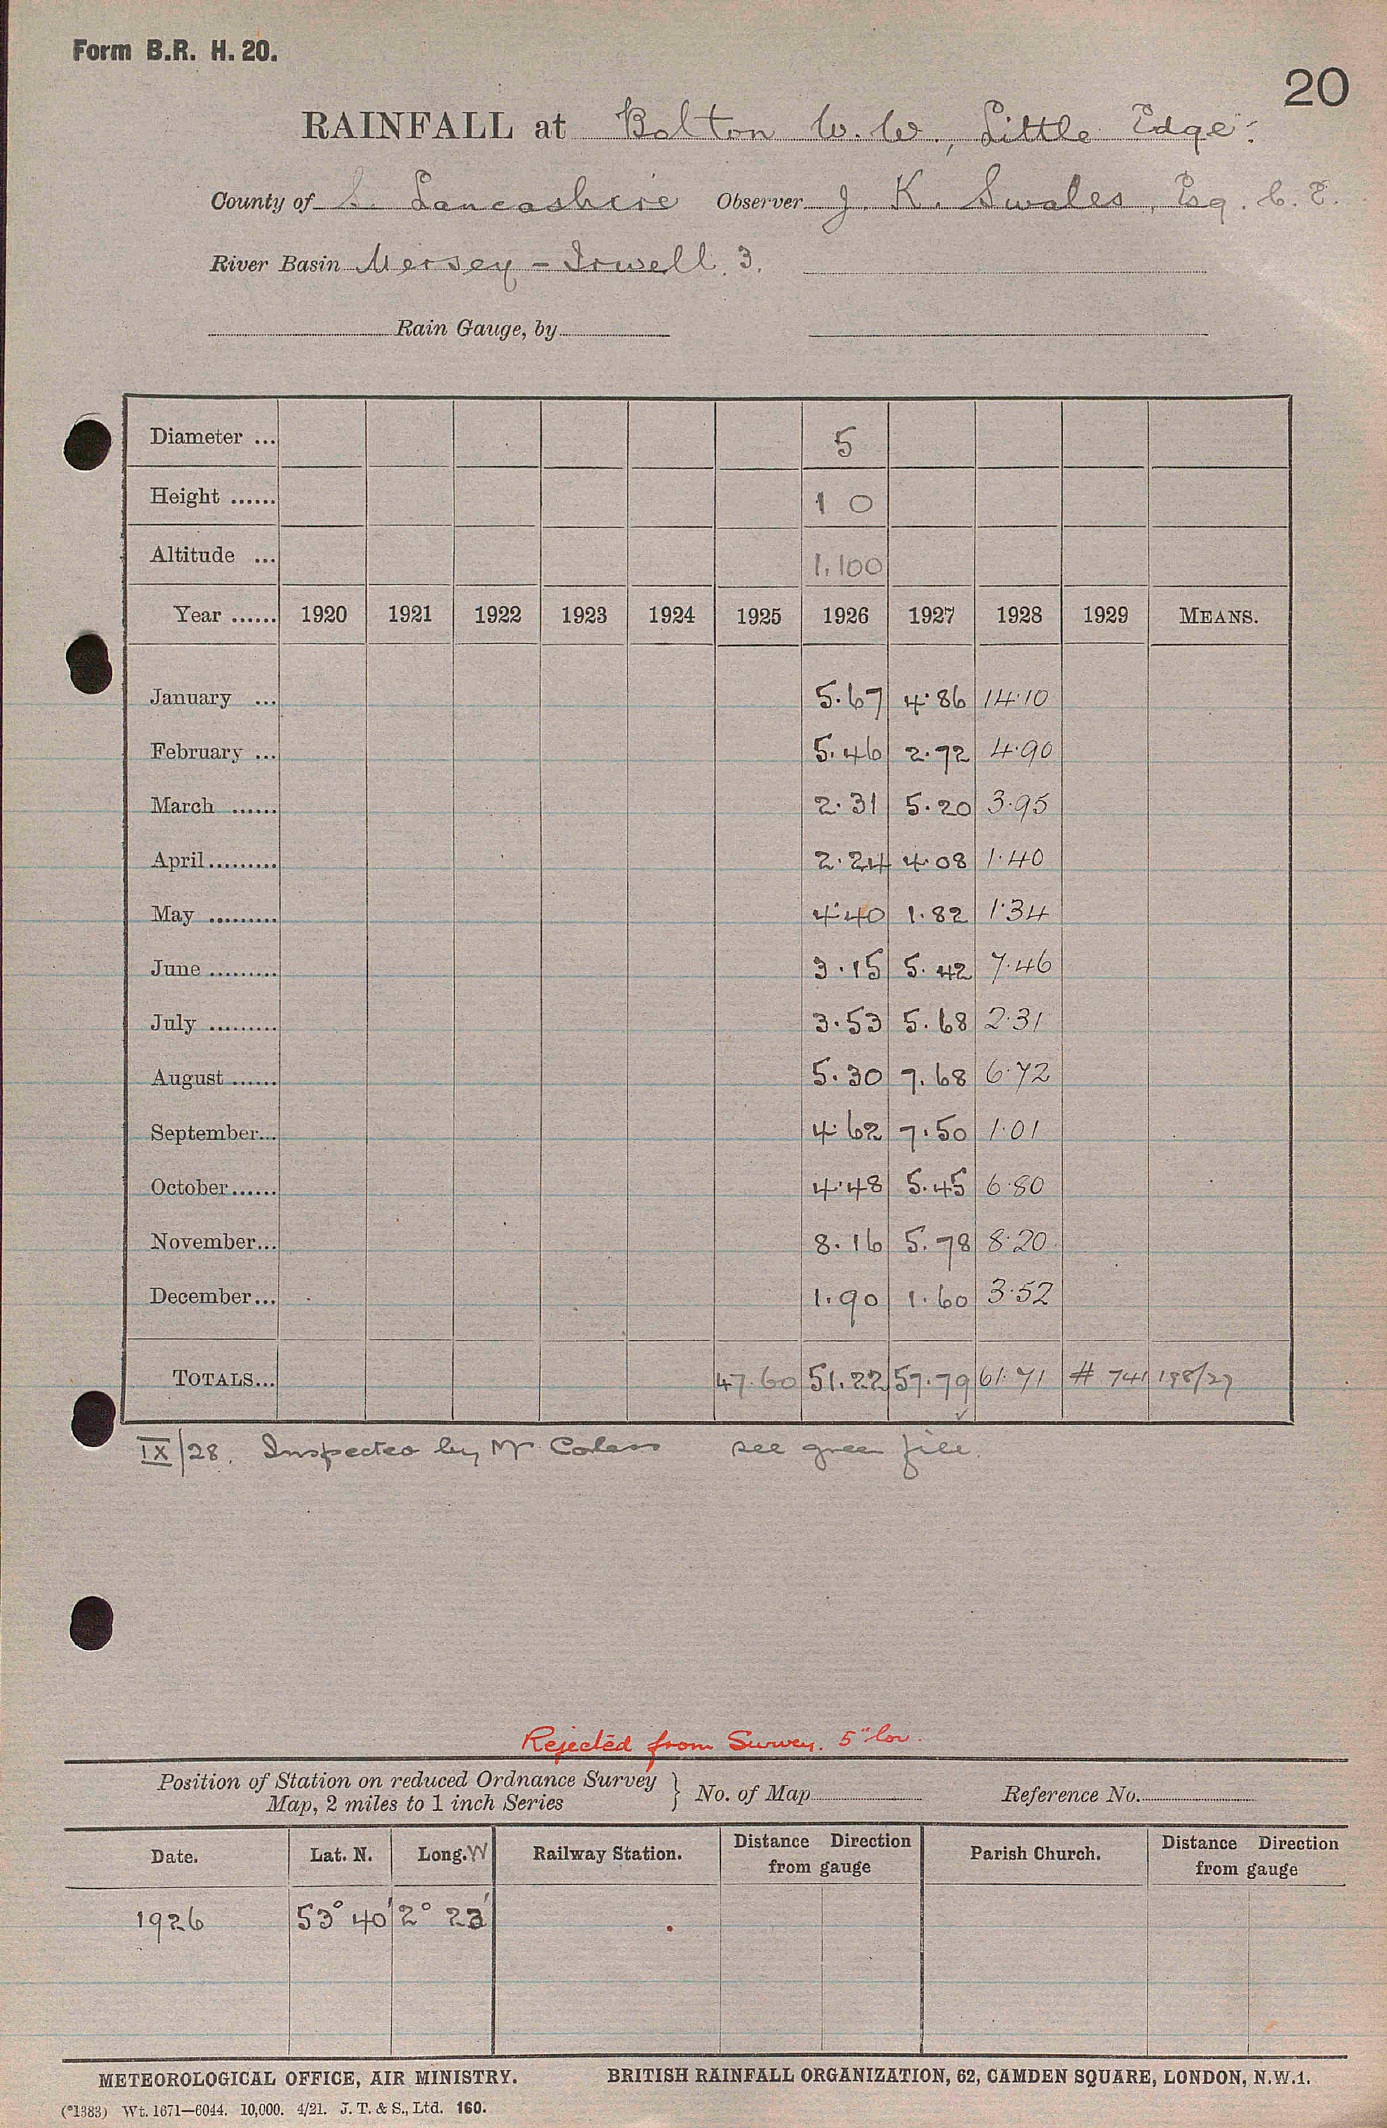 Form B.R. H. 20.
20
RAINFALL at Bolton W. W., Little Edge.
County of S. Lancashire Observer J. K. Swales, Esq. C. E.
River Basin Mersey - Irwell. 3.
Rain Gauge, by
Diameter ... 5
Height ...... 1 0
Altitude ... 1,100
Year ...... 1920 1921 1922 1923 1924 1925 1926 1927 1928 1929 MEANS.
January ... 5.67 4.86 14.10
February ... 5.46 2.72 4.90
March ...... 2.31 5.20 3.95
April ......... 2.24 4.08 1.40
May ......... 4.40 1.82 1.34
June ......... 3.15 5.42 7.46
July ......... 3.53 5.68 2.31
August ...... 5.30 7.68 6.72
September... 4.62 7.50 1.01
October...... 4.48 5.45 6.80
November... 8.16 5.78 8.20
December... 1.90 1.60 3.52
TOTALS... 47.60 51.22 57.79 61.71 # 741 198/27
IX/28. Inspected by Mr see green file.
Rejected from Survey. 5" low.
Position of Station on reduced Ordnance Survey
Map, 2 miles to 1 inch Series } No. of Map Reference No.
Date. Lat. N. Long. W Railway Station. Distance Direction from gauge Parish Church. Distance Direction from gauge
1926 53° 40' 2° 23'
METEOROLOGICAL OFFICE, AIR MINISTRY. BRITISH RAINFALL ORGANIZATION, 62, CAMDEN SQUARE, LONDON, N.W.1.
(*1383) Wt. 1671—6044. 10,000. 4/21. J. T. & S., Ltd. 160.